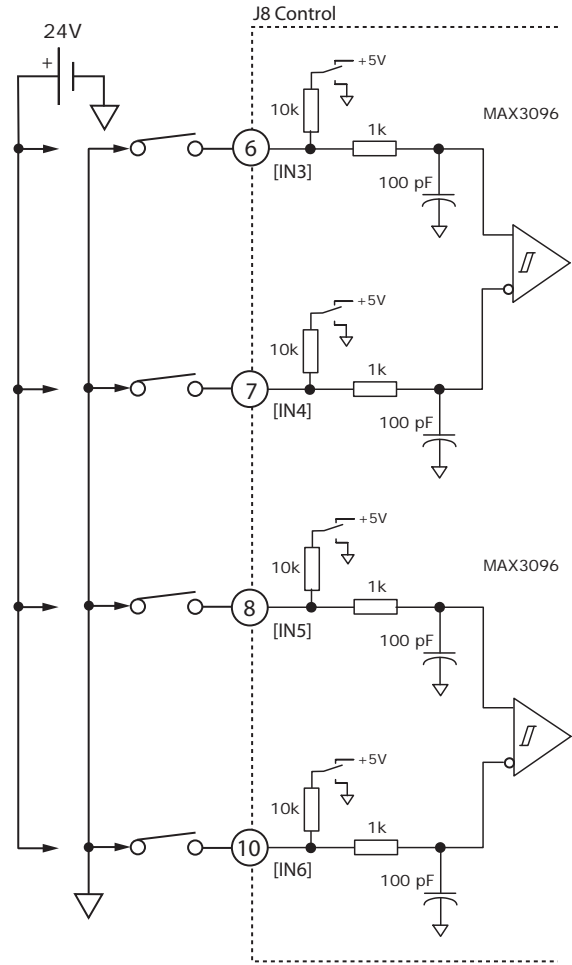 J8 Control
24V
+
+5V
10k
1k
MAX3096
6
[IN3]
100 pF
+5V
10k
1k
7
[IN4]
100 pF
+5V
10k
1k
MAX3096
8
[IN5]
100 pF
+5V
10k
1k
10
[IN6]
100 pF